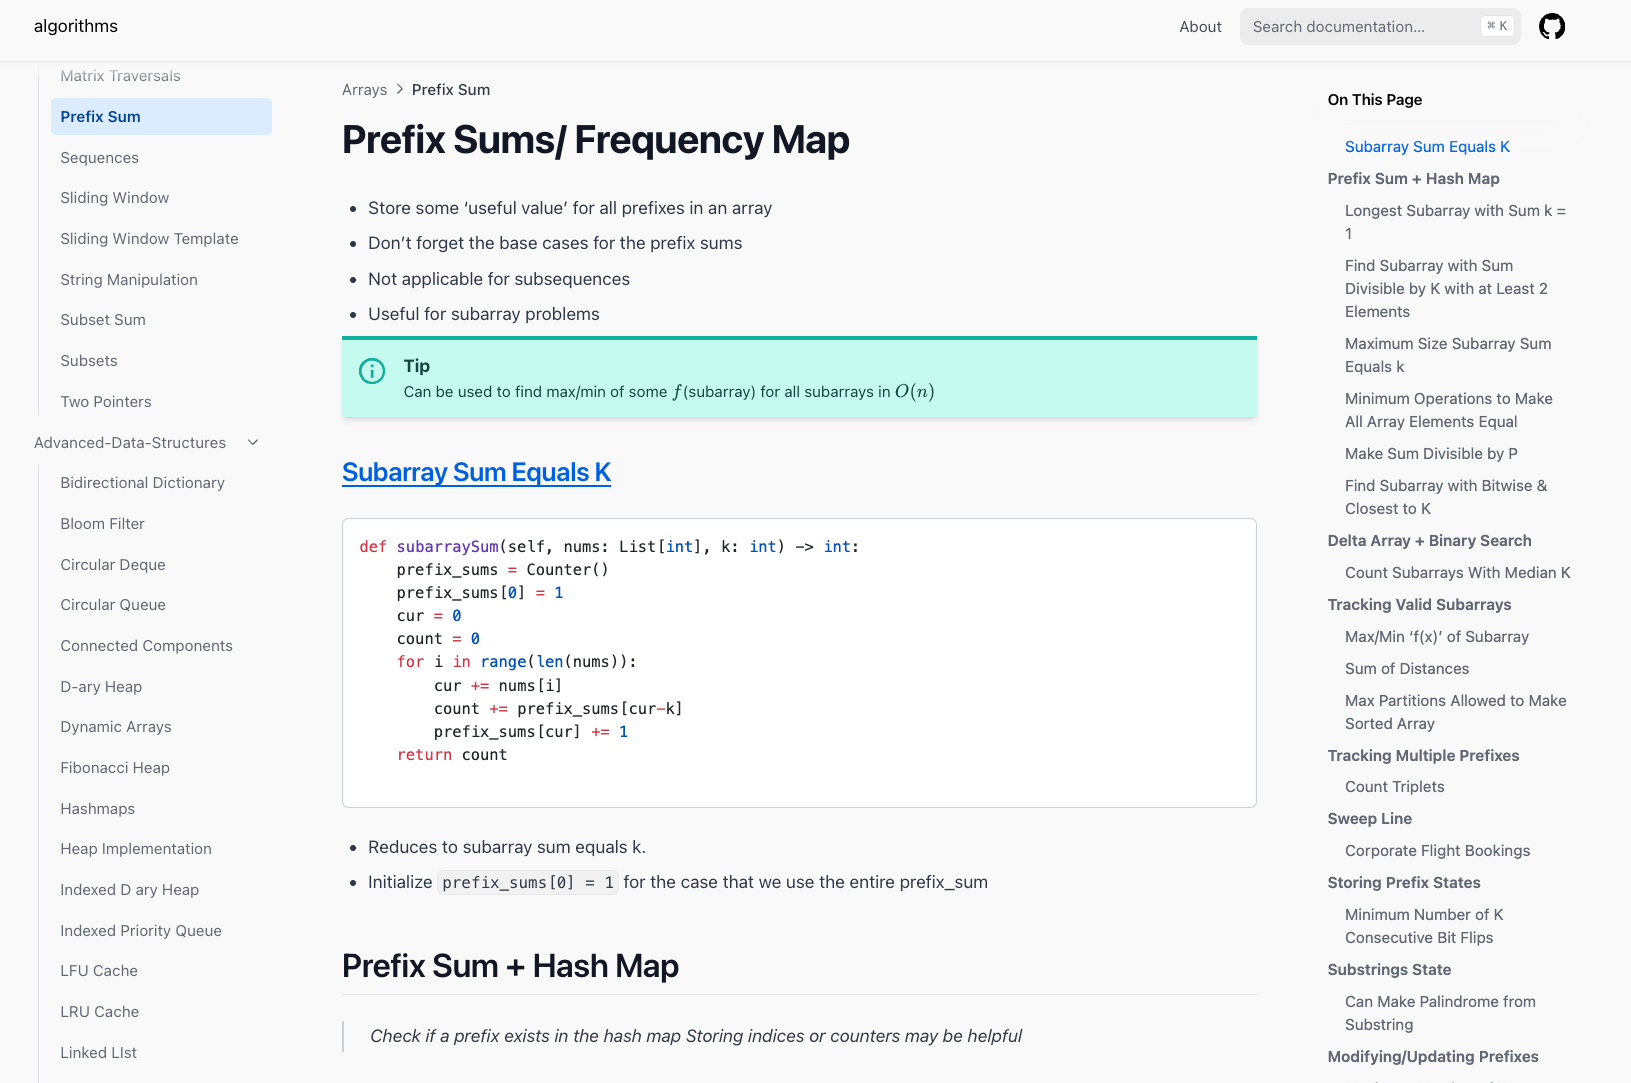 algorithms
About
Search documentation...
⌘ K
Matrix Traversals
Prefix Sum
Sequences
Sliding Window
Sliding Window Template
String Manipulation
Subset Sum
Subsets
Two Pointers
Advanced-Data-Structures
Bidirectional Dictionary
Bloom Filter
Circular Deque
Circular Queue
Connected Components
D-ary Heap
Dynamic Arrays
Fibonacci Heap
Hashmaps
Heap Implementation
Indexed D ary Heap
Indexed Priority Queue
LFU Cache
LRU Cache
Linked LIst
Arrays > Prefix Sum
Prefix Sums/ Frequency Map
• Store some ‘useful value’ for all prefixes in an array
• Don’t forget the base cases for the prefix sums
• Not applicable for subsequences
• Useful for subarray problems
Tip
Can be used to find max/min of some f(subarray) for all subarrays in O(n)
Subarray Sum Equals K
def subarraySum(self, nums: List[int], k: int) -> int:
    prefix_sums = Counter()
    prefix_sums[0] = 1
    cur = 0
    count = 0
    for i in range(len(nums)):
        cur += nums[i]
        count += prefix_sums[cur-k]
        prefix_sums[cur] += 1
    return count
• Reduces to subarray sum equals k.
• Initialize prefix_sums[0] = 1 for the case that we use the entire prefix_sum
Prefix Sum + Hash Map
Check if a prefix exists in the hash map Storing indices or counters may be helpful
On This Page
Subarray Sum Equals K
Prefix Sum + Hash Map
Longest Subarray with Sum k =
1
Find Subarray with Sum
Divisible by K with at Least 2
Elements
Maximum Size Subarray Sum
Equals k
Minimum Operations to Make
All Array Elements Equal
Make Sum Divisible by P
Find Subarray with Bitwise &
Closest to K
Delta Array + Binary Search
Count Subarrays With Median K
Tracking Valid Subarrays
Max/Min ‘f(x)’ of Subarray
Sum of Distances
Max Partitions Allowed to Make
Sorted Array
Tracking Multiple Prefixes
Count Triplets
Sweep Line
Corporate Flight Bookings
Storing Prefix States
Minimum Number of K
Consecutive Bit Flips
Substrings State
Can Make Palindrome from
Substring
Modifying/Updating Prefixes